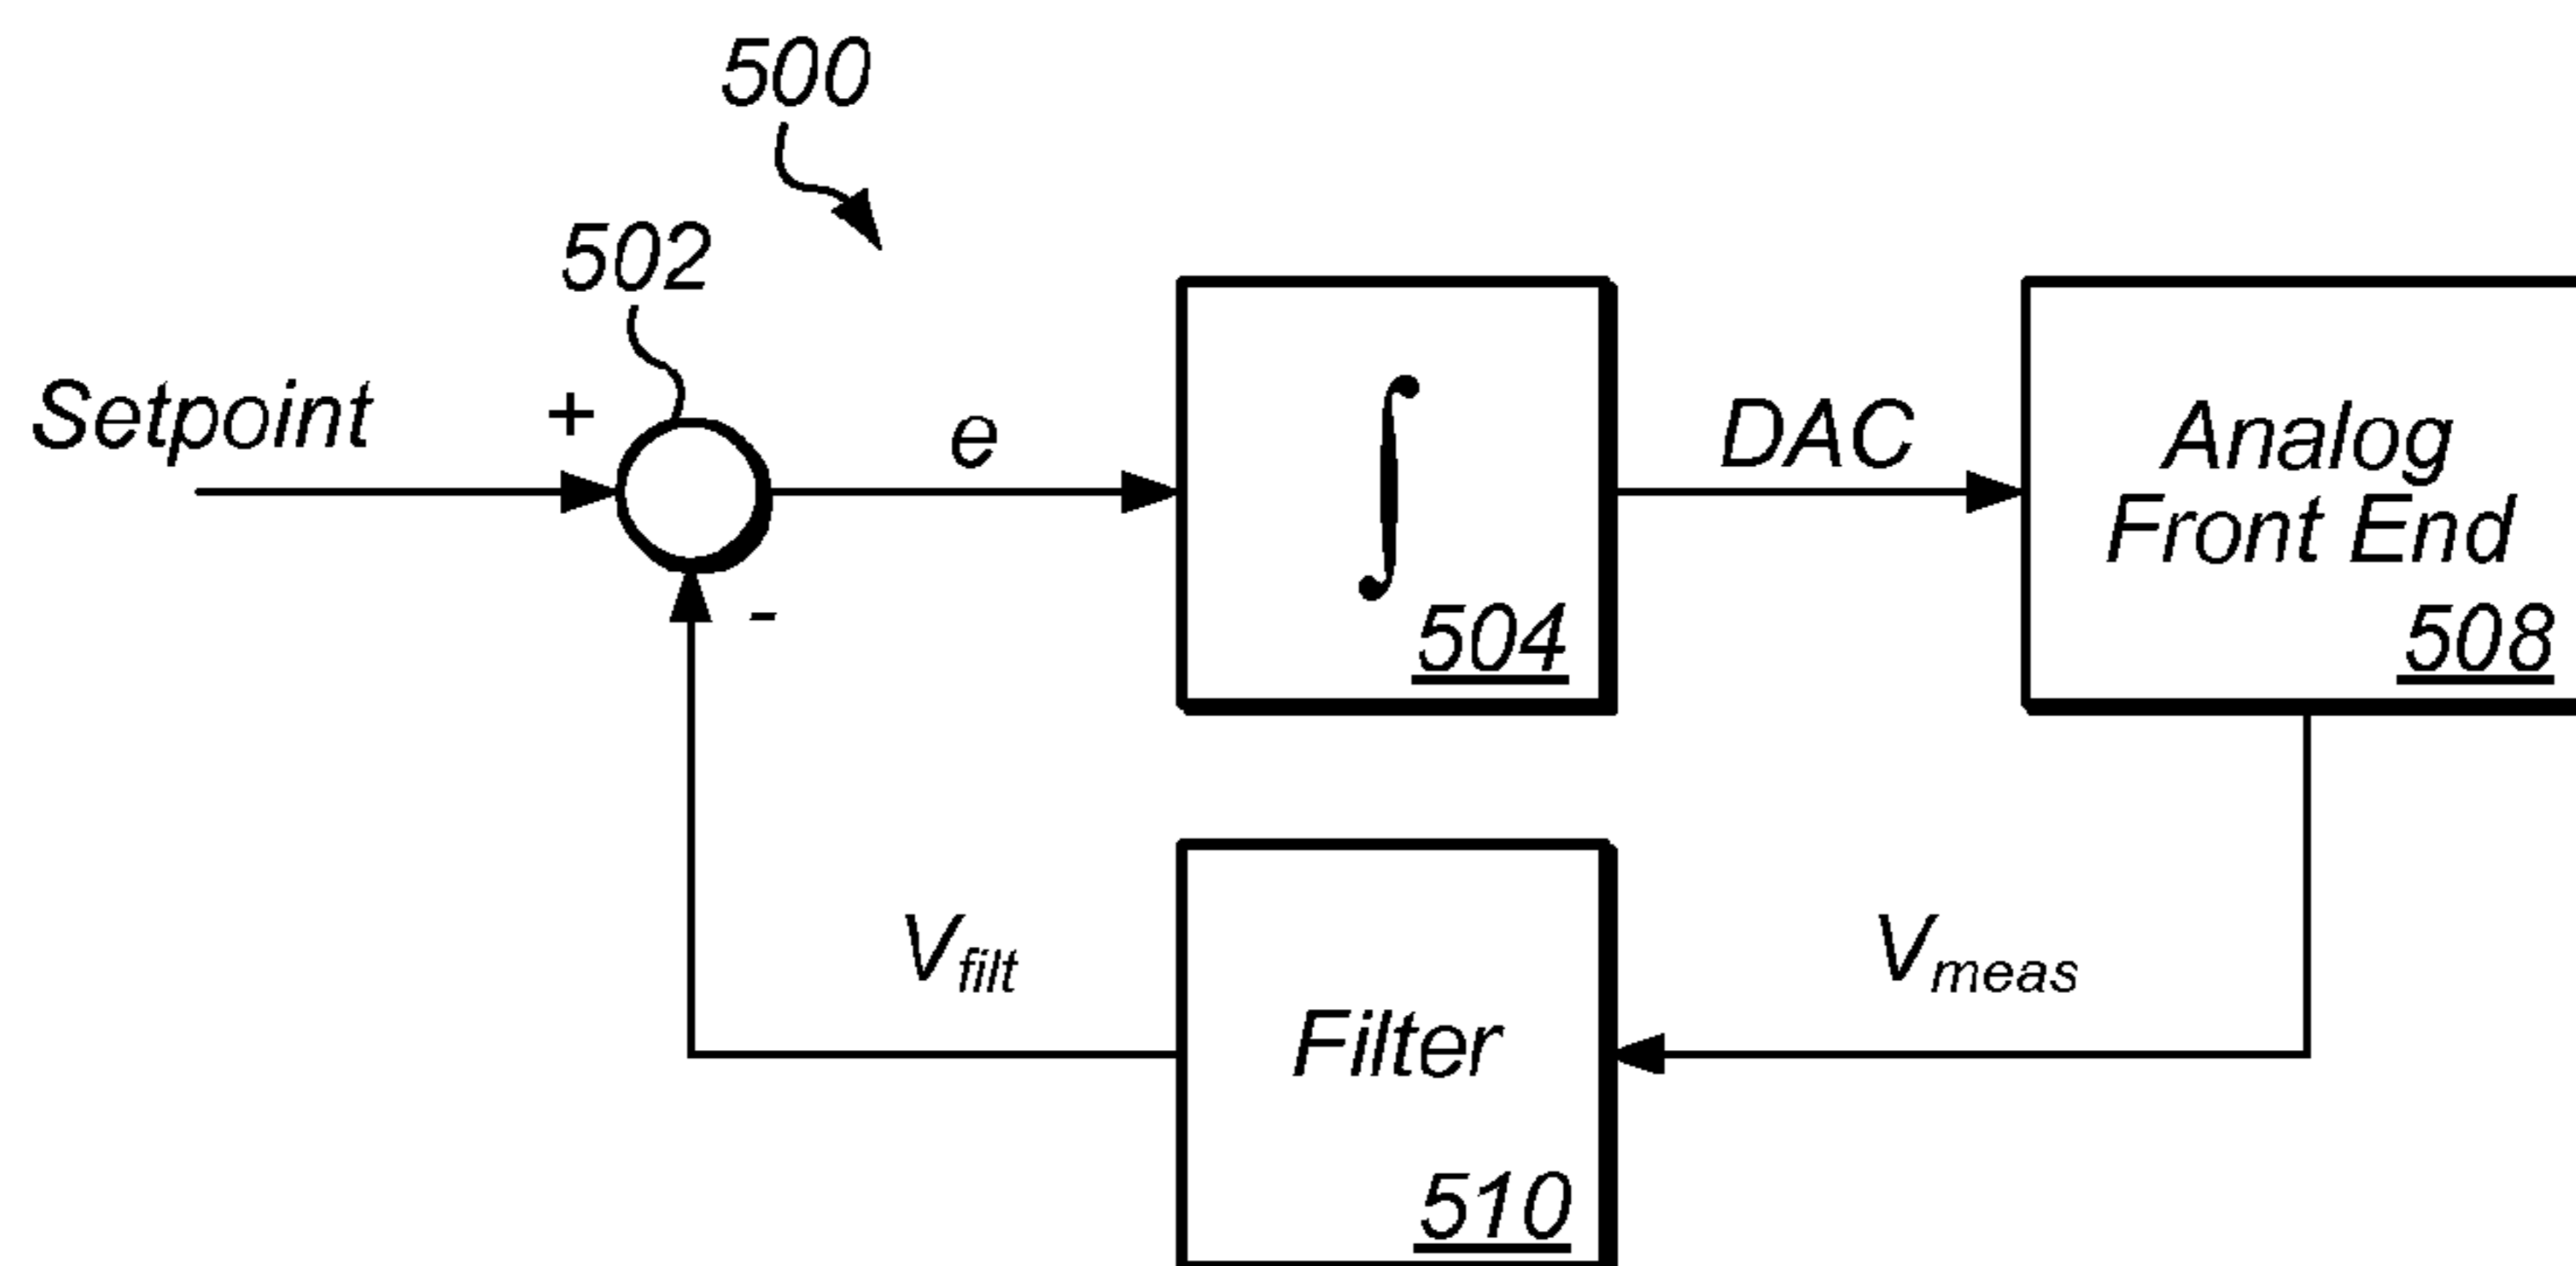 500
502
Setpoint
+
e
∫
504
DAC
Analog
Front End
508
-
Vfilt
Filter
510
Vmeas